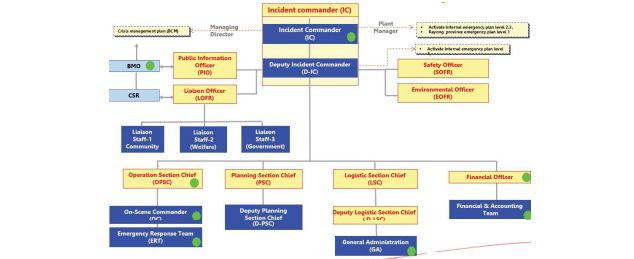 Incident commander (IC)
Crisis management plan (BCM)
Managing
Director
Incident Commander
(IC)
Plant
Manager
• Activate Internal emergency plan level 2,3,
• Rayong province emergency plan level 1
• Activate Internal emergency plan level
BMO
Public Information
Officer
(PIO)
Deputy Incident Commander
(D-IC)
Safety Officer
(SOFR)
CSR
Liaison Officer
(LOFR)
Environmental Officer
(EOFR)
Liaison
Staff-1
Community
Liaison
Staff-2
(Welfare)
Liaison
Staff-3
(Government)
Operation Section Chief
(OPSC)
Planning Section Chief
(PSC)
Logistic Section Chief
(LSC)
Financial Officer
On-Scene Commander
Deputy Planning
Section Chief
(D-PSC)
Deputy Logistic Section Chief
Financial & Accounting
Team
Emergency Response Team
(ERT)
General Administration
(GA)